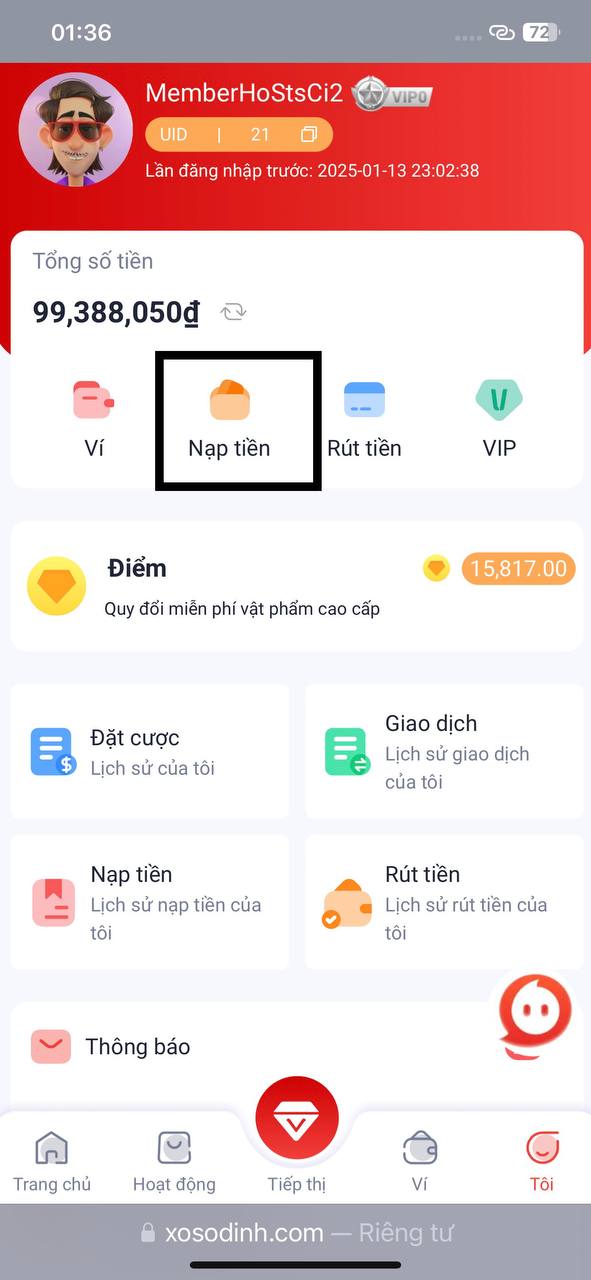 01:36
72
MemberHoStsCi2 VIP0
UID | 21
Lần đăng nhập trước: 2025-01-13 23:02:38
Tổng số tiền
99,388,050₫
Ví Nạp tiền Rút tiền VIP
Điểm 15,817.00
Quy đổi miễn phí vật phẩm cao cấp
Đặt cược
Lịch sử của tôi
Giao dịch
Lịch sử giao dịch
của tôi
Nạp tiền
Lịch sử nạp tiền của
tôi
Rút tiền
Lịch sử rút tiền của
tôi
Thông báo
Trang chủ Hoạt động Tiếp thị Ví Tôi
xosodinh.com — Riêng tư